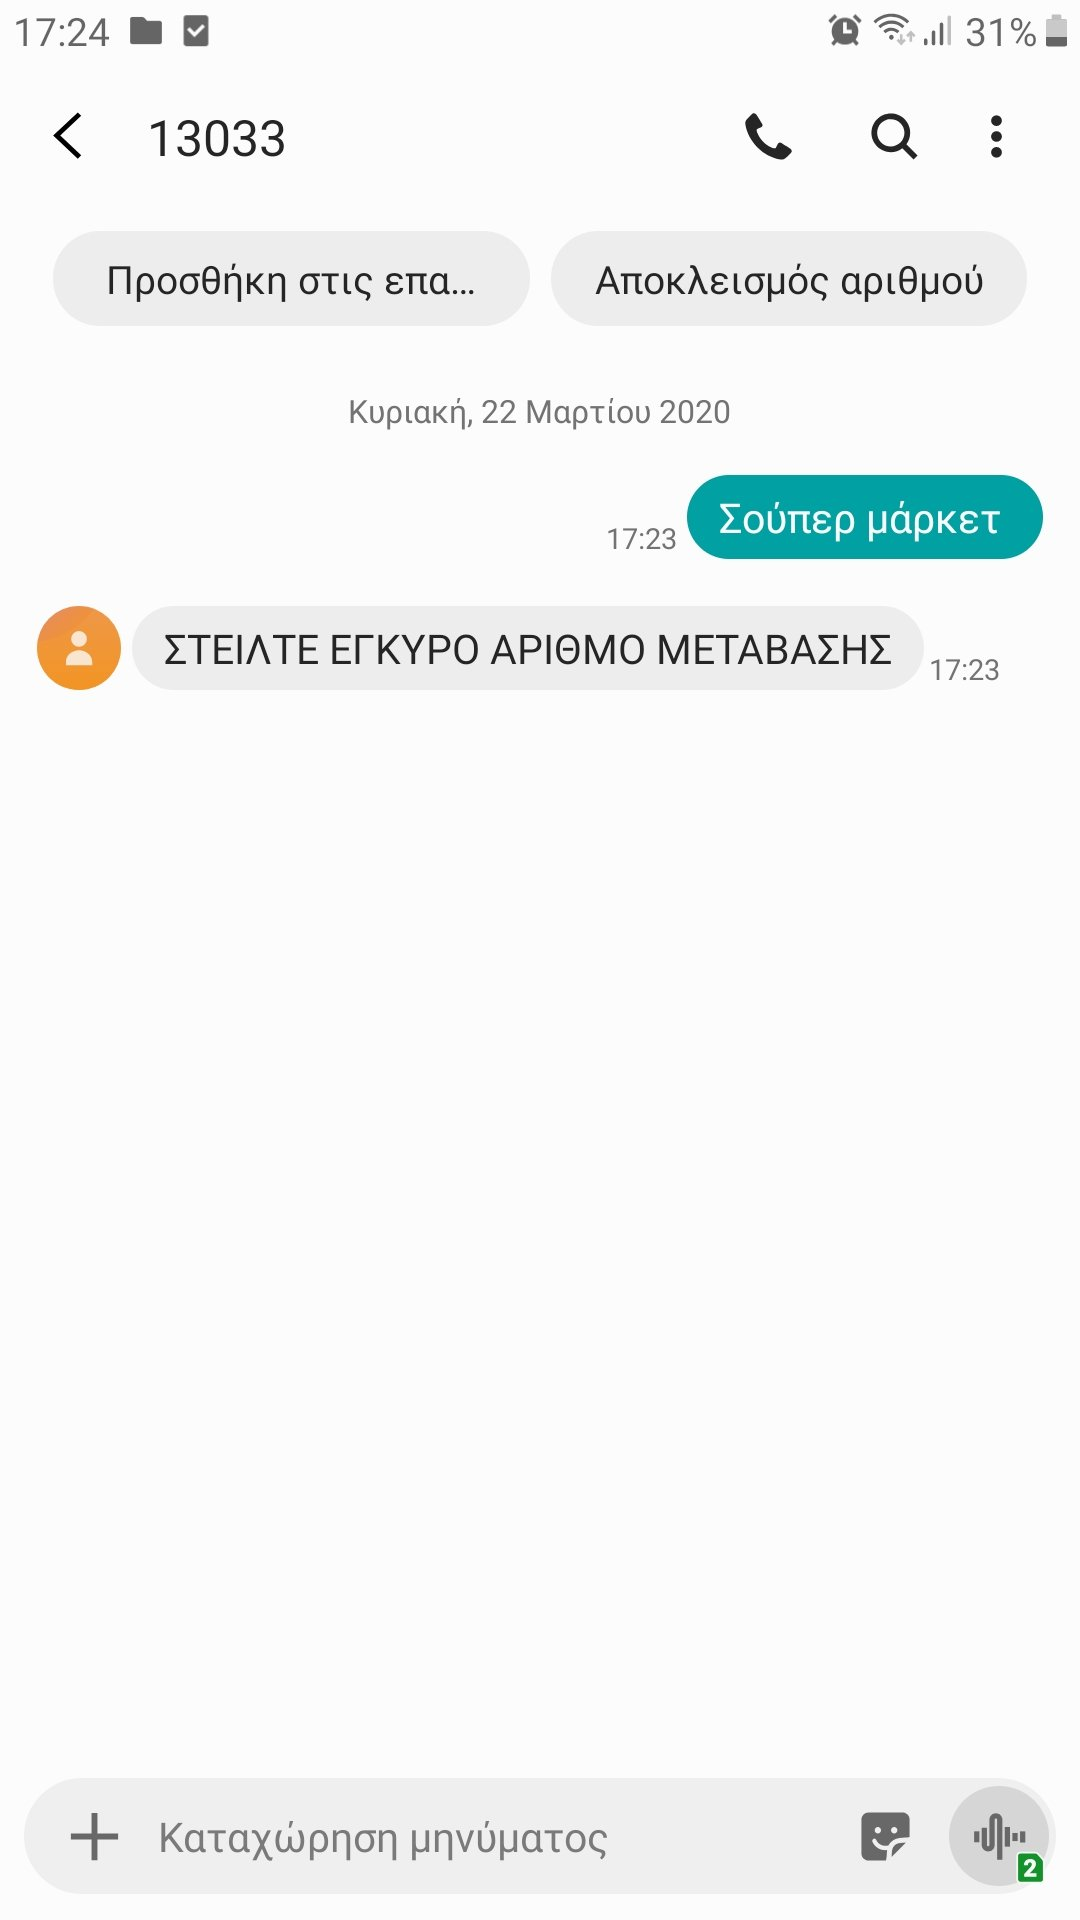 17:24 31%
13033
Προσθήκη στις επα... Αποκλεισμός αριθμού
Κυριακή, 22 Μαρτίου 2020
17:23 Σούπερ μάρκετ
ΣΤΕΙΛΤΕ ΕΓΚΥΡΟ ΑΡΙΘΜΟ ΜΕΤΑΒΑΣΗΣ 17:23
Καταχώρηση μηνύματος
2